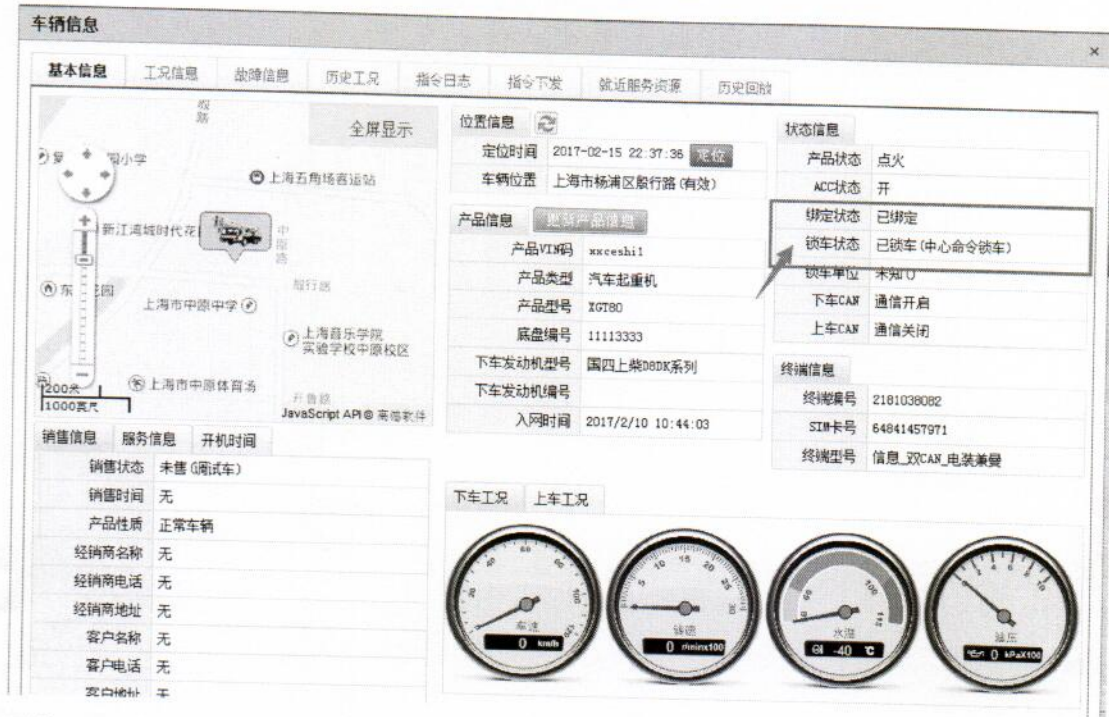 车辆信息
×
基本信息 工况信息 故障信息 历史工况 指令日志 指令下发 就近服务资源 历史回放
全屏显示
小学
上海五角场客运站
新江湾城时代花
中原路
殷行路
上海市中原中学
上海音乐学院
实验学校中原校区
上海市中原体育场
200米
1000英尺
开鲁路
JavaScript API © 高德软件
位置信息
定位时间 2017-02-15 22:37:36 定位
车辆位置 上海市杨浦区殷行路(有效)
产品信息 更新产品信息
产品VIN码 xxceshi1
产品类型 汽车起重机
产品型号 XGT80
底盘编号 11113333
下车发动机型号 国四上柴D8DK系列
下车发动机编号
入网时间 2017/2/10 10:44:03
状态信息
产品状态 点火
ACC状态 开
绑定状态 已绑定
锁车状态 已锁车(中心命令锁车)
锁车单位 未知0
下车CAN 通信开启
上车CAN 通信关闭
终端信息
终端编号 2181038082
SIM卡号 64841457971
终端型号 信息_双CAN_电装兼曼
销售信息 服务信息 开机时间
销售状态 未售(调试车)
销售时间 无
产品性质 正常车辆
经销商名称 无
经销商电话 无
经销商地址 无
客户名称 无
客户电话 无
客户地址 无
下车工况 上车工况
车速
0 km/h
转速
0 r/minx100
水温
-40 ℃
油压
0 kPaX100